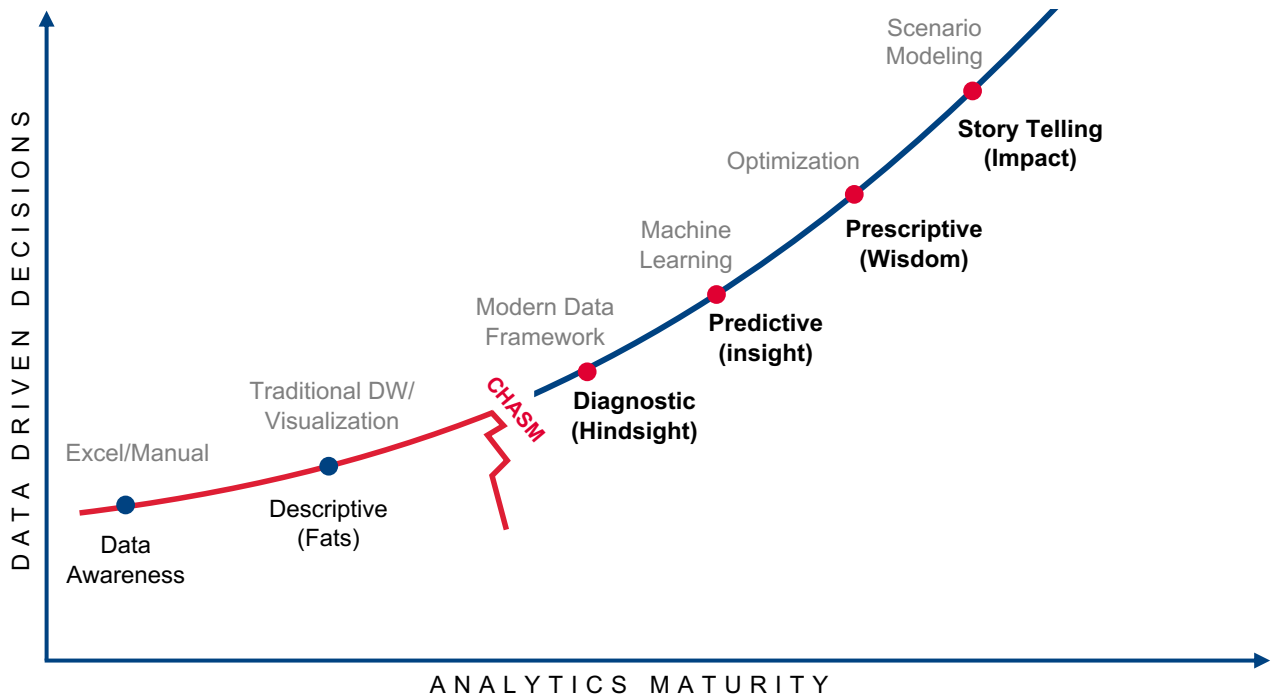 DATA DRIVEN DECISIONS
Scenario
Modeling
Story Telling
(Impact)
Optimization
Prescriptive
(Wisdom)
Machine
Learning
Predictive
(insight)
Modern Data
Framework
Diagnostic
(Hindsight)
CHASM
Traditional DW/
Visualization
Descriptive
(Fats)
Excel/Manual
Data
Awareness
ANALYTICS MATURITY